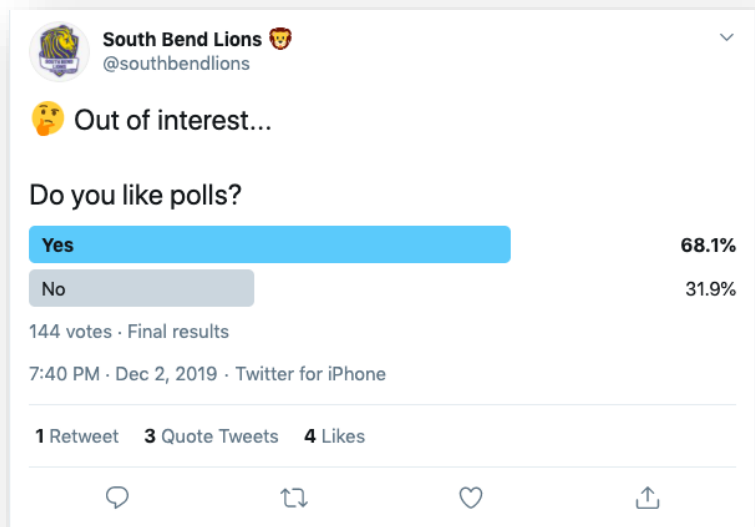 South Bend Lions 🦁
@southbendlions
🤔 Out of interest...
Do you like polls?
Yes 68.1%
No 31.9%
144 votes · Final results
7:40 PM · Dec 2, 2019 · Twitter for iPhone
1 Retweet 3 Quote Tweets 4 Likes